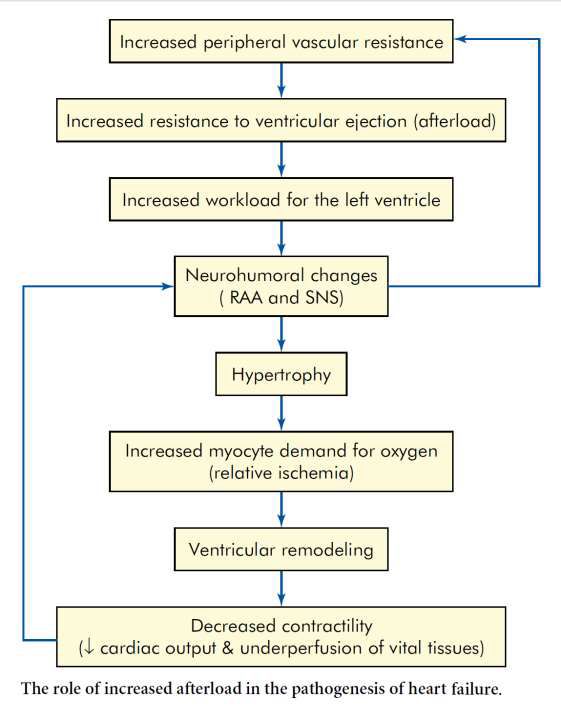 Increased peripheral vascular resistance
Increased resistance to ventricular ejection (afterload)
Increased workload for the left ventricle
Neurohumoral changes
( RAA and SNS)
Hypertrophy
Increased myocyte demand for oxygen
(relative ischemia)
Ventricular remodeling
Decreased contractility
(↓ cardiac output & underperfusion of vital tissues)
The role of increased afterload in the pathogenesis of heart failure.